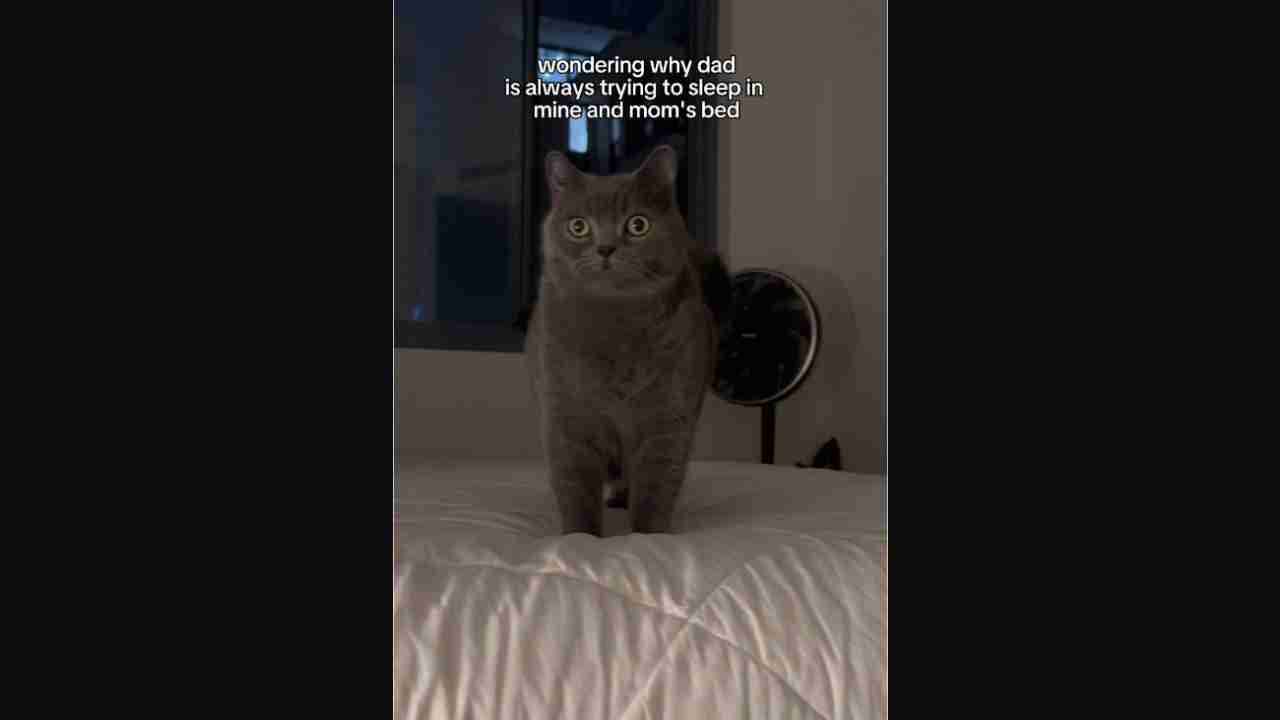 wondering why dad
is always trying to sleep in
mine and mom's bed